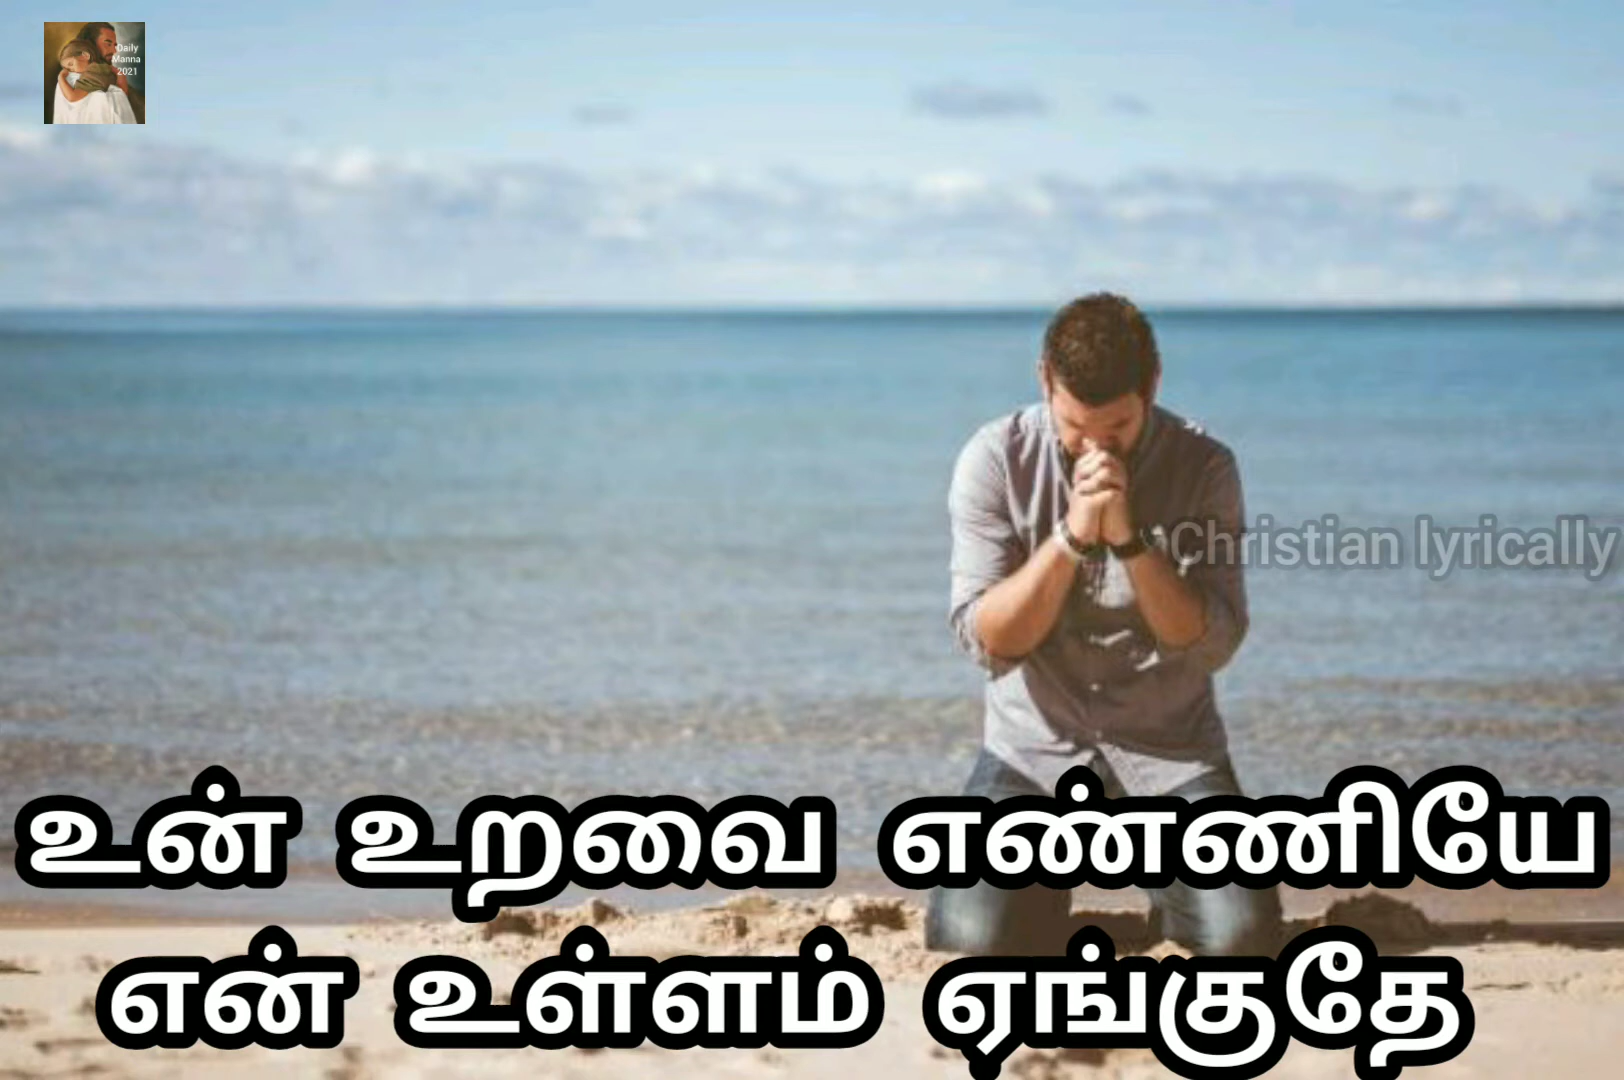 Daily
Manna
2021
Christian lyrically
உன் உறவை எண்ணியே
என் உள்ளம் ஏங்குதே